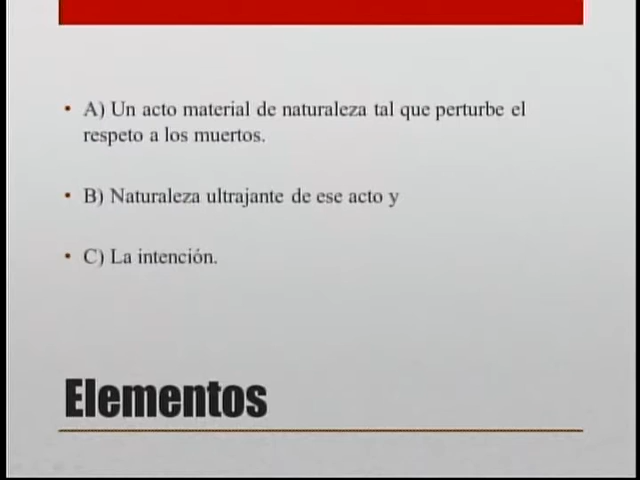 • A) Un acto material de naturaleza tal que perturbe el
respeto a los muertos.
• B) Naturaleza ultrajante de ese acto y
• C) La intención.
Elementos